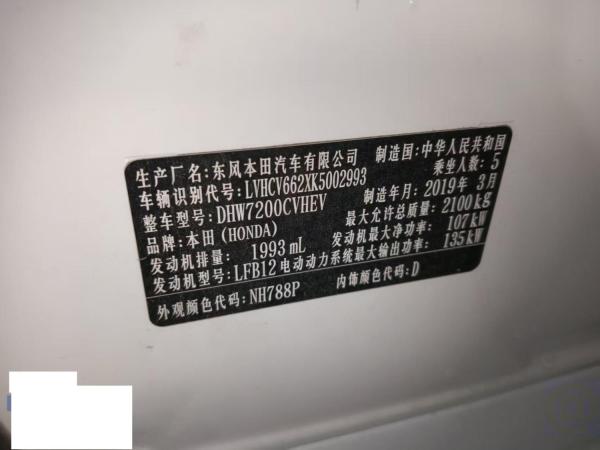 生产厂名:东风本田汽车有限公司 制造国:中华人民共和国
车辆识别代号:LVHCV662XK5002993 乘坐人数:5
整车型号:DHW7200CVHEV 制造年月:2019年 3月
品牌:本田(HONDA) 最大允许总质量:2100kg
发动机排量: 1993 mL 发动机最大净功率: 107kW
发动机型号:LFB12 电动动力系统最大输出功率:135kW
外观颜色代码:NH788P 内饰颜色代码:D